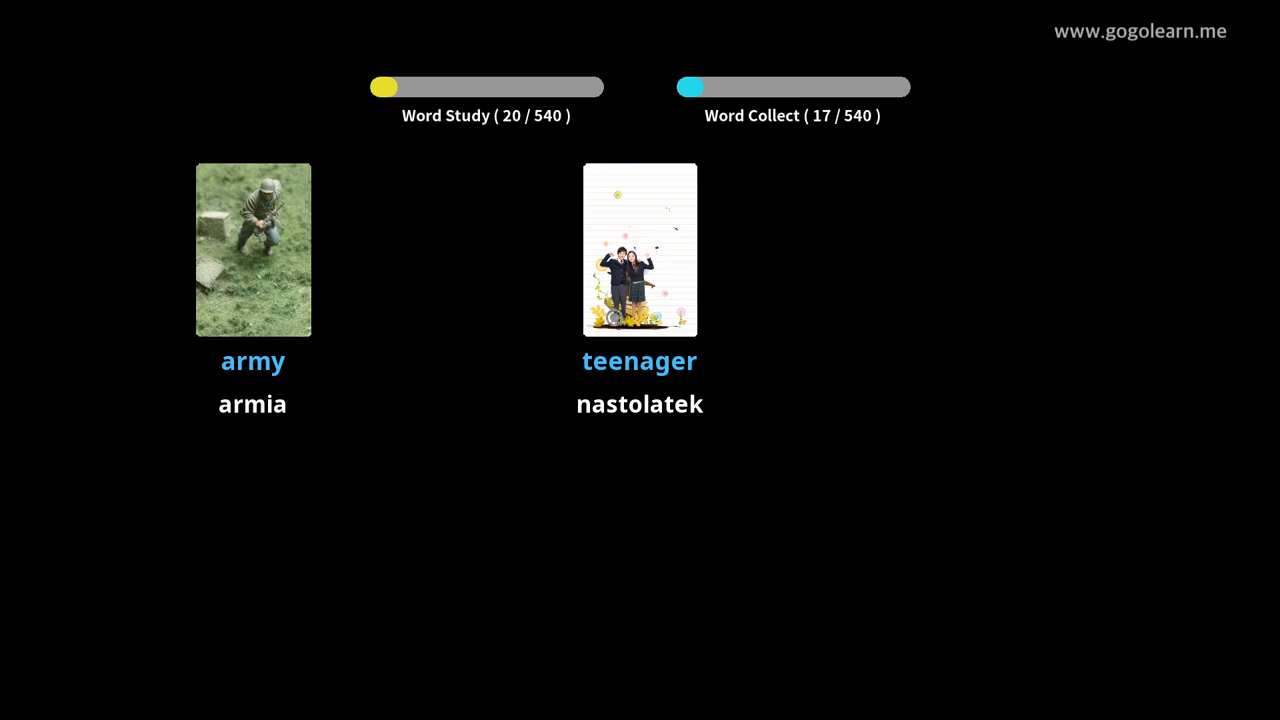 www.gogolearn.me
Word Study ( 20 / 540 )
Word Collect ( 17 / 540 )
army
teenager
armia
nastolatek